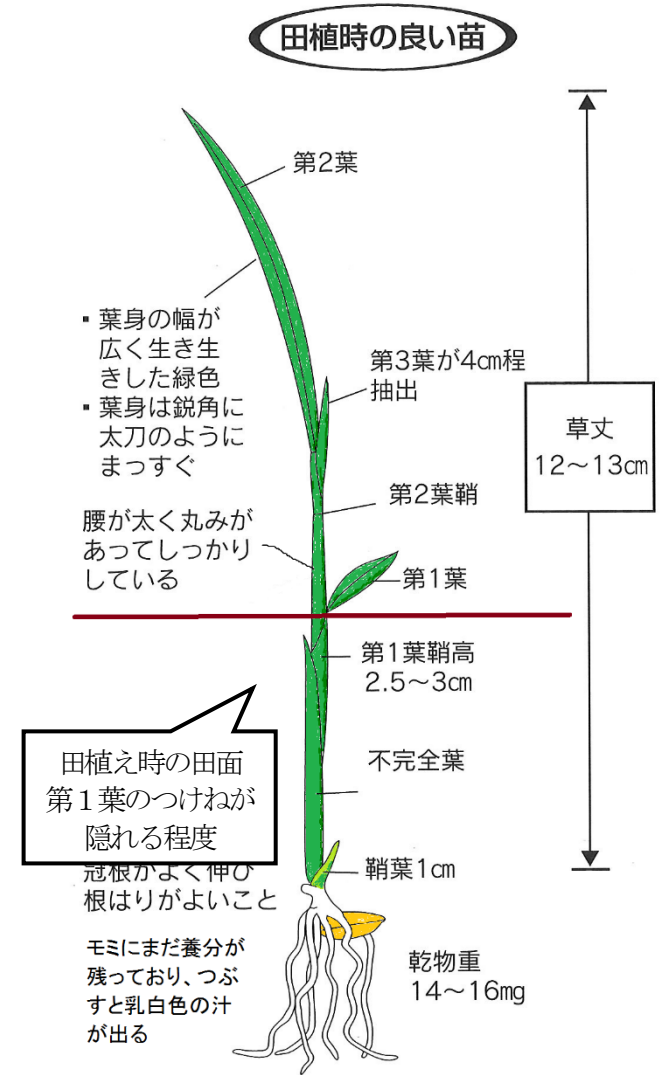 田植時の良い苗
第2葉
▪ 葉身の幅が
広く生き生
きした緑色
▪ 葉身は鋭角に
太刀のように
まっすぐ
第3葉が4㎝程
抽出
草丈
12～13㎝
第2葉鞘
腰が太く丸みが
あってしっかり
している
第1葉
第1葉鞘高
2.5～3㎝
田植え時の田面
第１葉のつけねが
隠れる程度
不完全葉
冠根がよく伸び
根はりがよいこと
鞘葉1㎝
モミにまだ養分が
残っており、つぶ
すと乳白色の汁
が出る
乾物重
14～16㎎